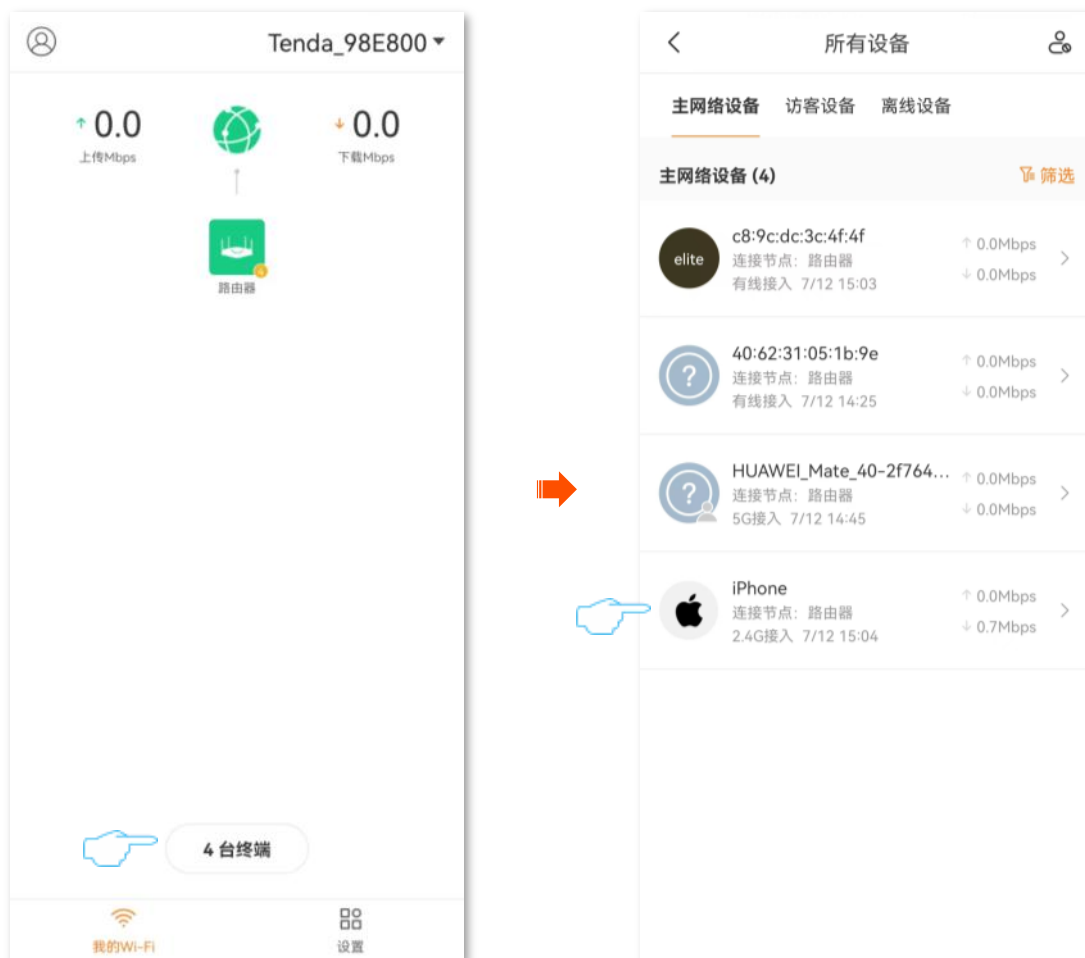 Tenda_98E800
↑ 0.0
上传Mbps
↓ 0.0
下载Mbps
4
路由器
4 台终端
我的Wi-Fi
设置
所有设备
主网络设备 访客设备 离线设备
主网络设备 (4)
筛选
elite
c8:9c:dc:3c:4f:4f
连接节点：路由器
有线接入 7/12 15:03
↑ 0.0Mbps
↓ 0.0Mbps
?
40:62:31:05:1b:9e
连接节点：路由器
有线接入 7/12 14:25
↑ 0.0Mbps
↓ 0.0Mbps
?
HUAWEI_Mate_40-2f764...
连接节点：路由器
5G接入 7/12 14:45
↑ 0.0Mbps
↓ 0.0Mbps
iPhone
连接节点：路由器
2.4G接入 7/12 15:04
↑ 0.0Mbps
↓ 0.7Mbps